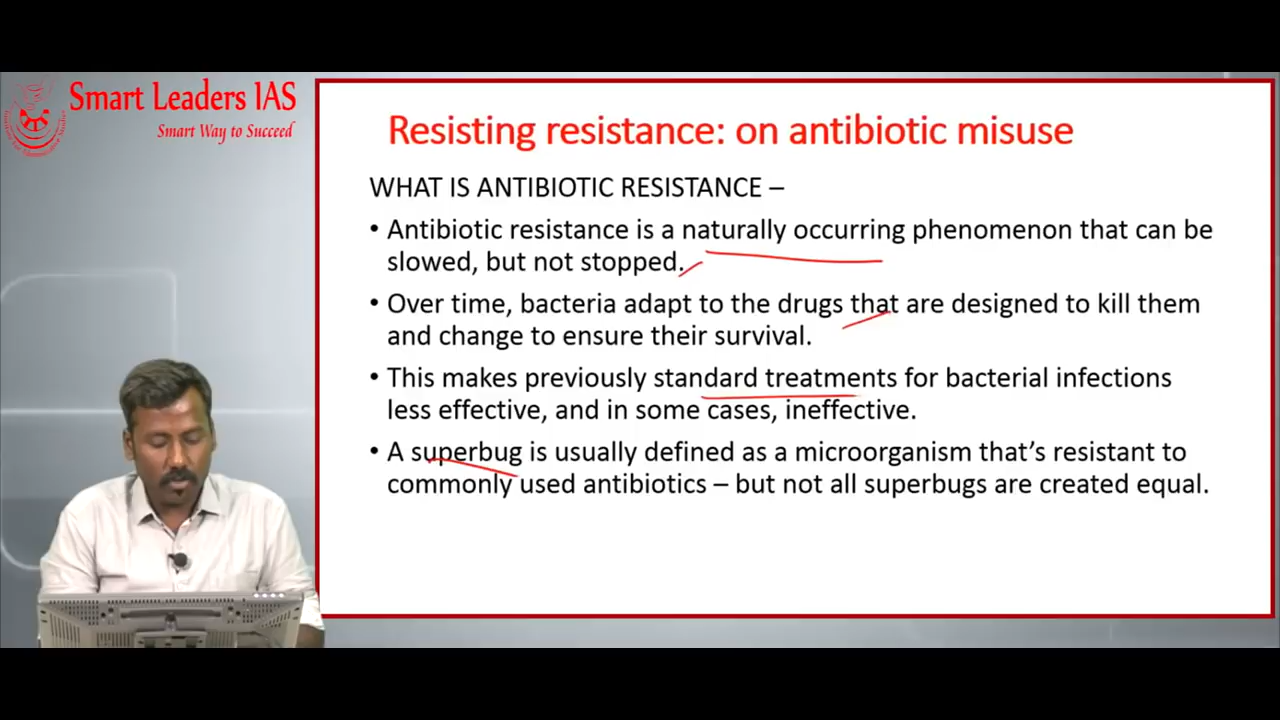 Smart Leaders IAS
Smart Way to Succeed
Resisting resistance: on antibiotic misuse
WHAT IS ANTIBIOTIC RESISTANCE –
• Antibiotic resistance is a naturally occurring phenomenon that can be
slowed, but not stopped.
• Over time, bacteria adapt to the drugs that are designed to kill them
and change to ensure their survival.
• This makes previously standard treatments for bacterial infections
less effective, and in some cases, ineffective.
• A superbug is usually defined as a microorganism that’s resistant to
commonly used antibiotics – but not all superbugs are created equal.